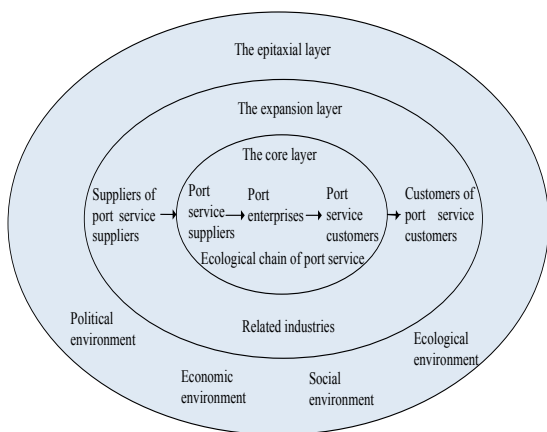 The epitaxial layer
The expansion layer
The core layer
Suppliers of
port service
suppliers
Port
service
suppliers
Port
enterprises
Port
service
customers
Customers of
port service
customers
Ecological chain of port service
Political
environment
Related industries
Ecological
environment
Economic
environment
Social
environment